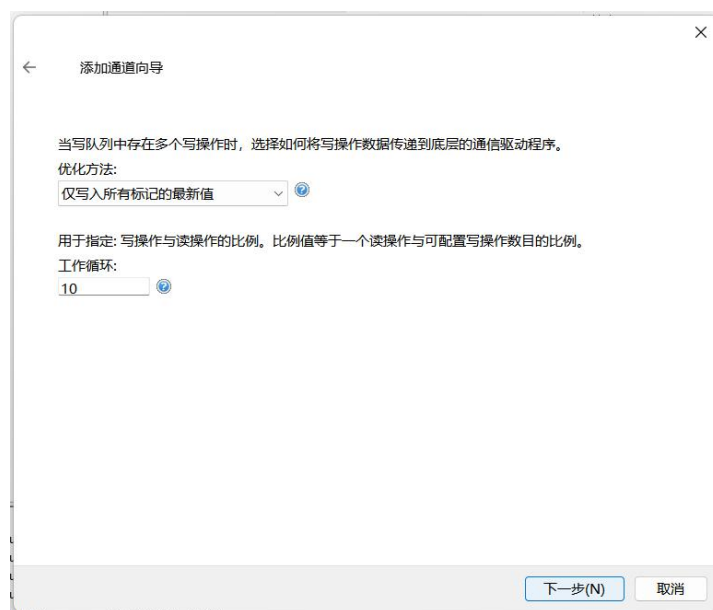 添加通道向导
当写队列中存在多个写操作时，选择如何将写操作数据传递到底层的通信驱动程序。
优化方法:
仅写入所有标记的最新值
用于指定: 写操作与读操作的比例。比例值等于一个读操作与可配置写操作数目的比例。
工作循环:
10
下一步(N)
取消